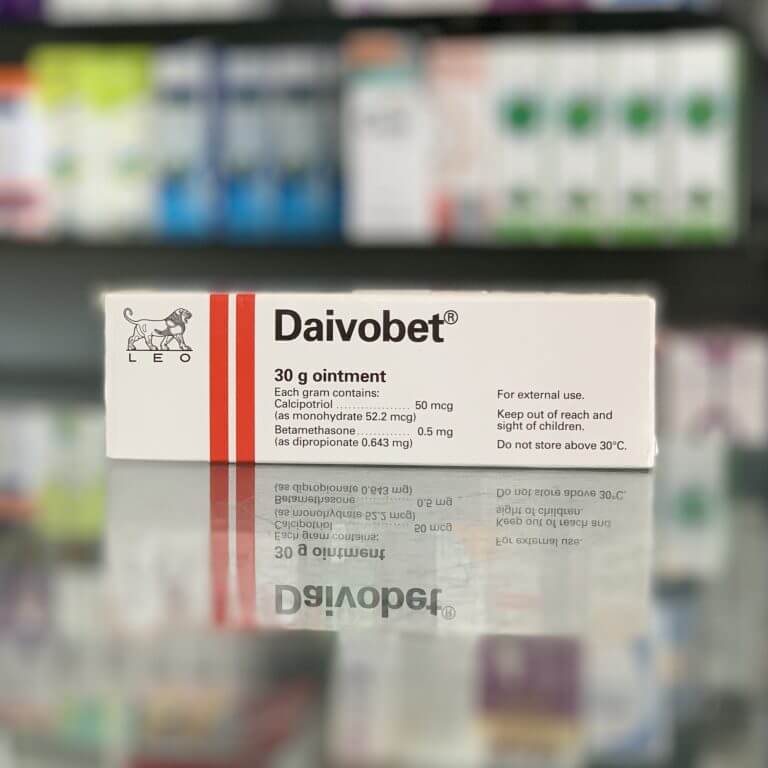 LEO
Daivobet®
30 g ointment
Each gram contains:
Calcipotriol .................. 50 mcg
(as monohydrate 52.2 mcg)
Betamethasone ............. 0.5 mg
(as dipropionate 0.643 mg)
For external use.
Keep out of reach and
sight of children.
Do not store above 30°C.